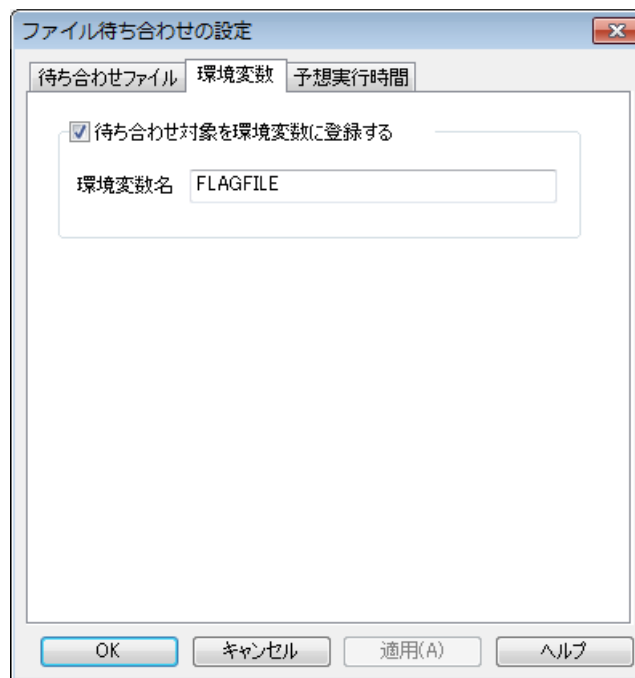 ファイル待ち合わせの設定
待ち合わせファイル 環境変数 予想実行時間
待ち合わせ対象を環境変数に登録する
環境変数名 FLAGFILE
OK キャンセル 適用(A) ヘルプ